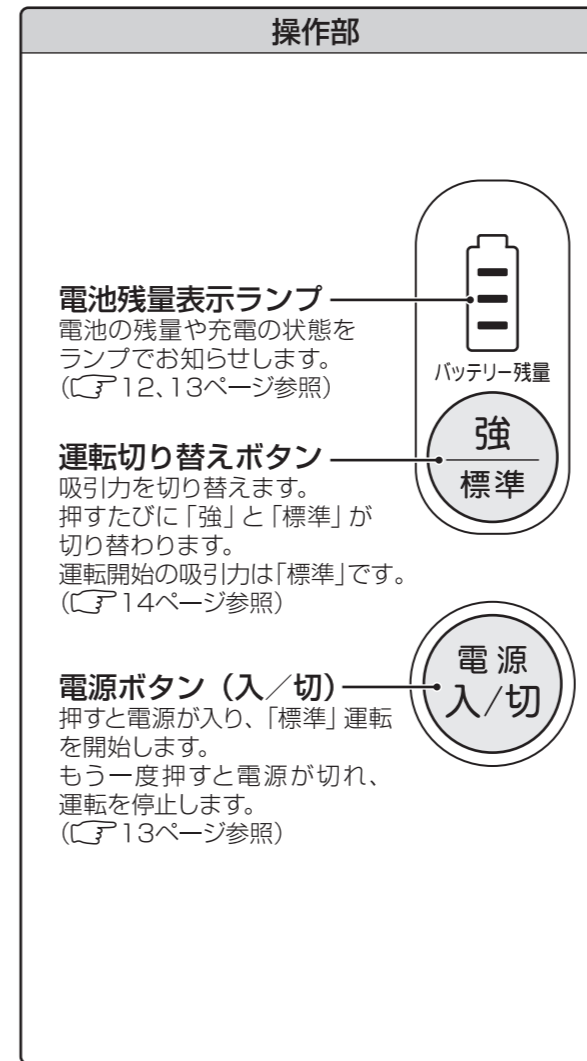 操作部
電池残量表示ランプ
電池の残量や充電の状態を
ランプでお知らせします。
(☞12、13ページ参照)
バッテリー残量
運転切り替えボタン
吸引力を切り替えます。
押すたびに「強」と「標準」が
切り替わります。
運転開始の吸引力は「標準」です。
(☞14ページ参照)
強
標準
電源ボタン(入/切)
押すと電源が入り、「標準」運転
を開始します。
もう一度押すと電源が切れ、
運転を停止します。
(☞13ページ参照)
電源
入/切